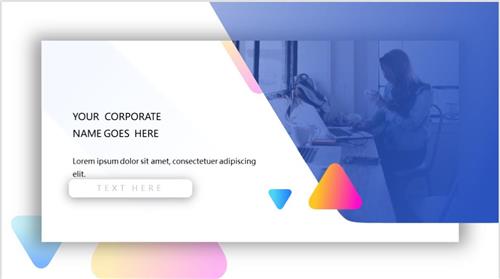 YOUR CORPORATE
NAME GOES HERE
Lorem ipsum dolor sit amet, consectetuer adipiscing
elit.
TEXT HERE